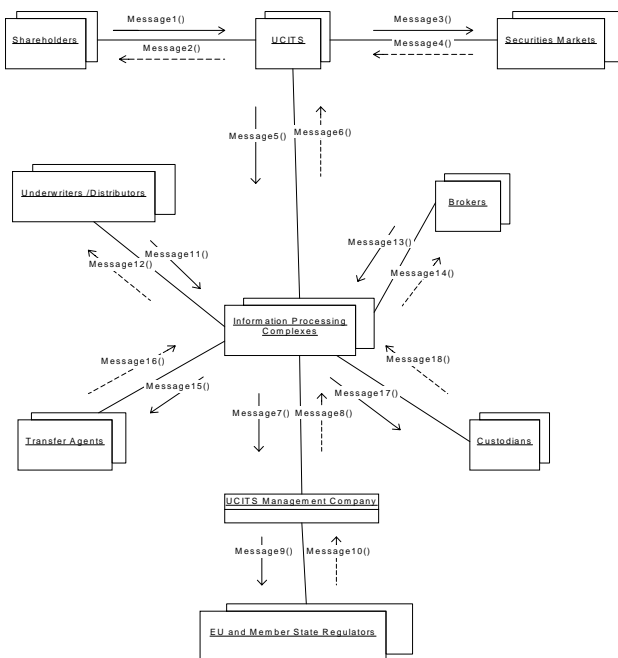 Message1()
Shareholders
UCITS
Message2()
Message3()
Message4()
Securities Markets
Message5()
Message6()
Underwriters /Distributors
Brokers
Message11()
Message12()
Message13()
Message14()
Information Processing
Complexes
Message16()
Message15()
Message18()
Message17()
Message7()
Message8()
Transfer Agents
Custodians
UCITS Management Company
Message9()
Message10()
EU and Member State Regulators